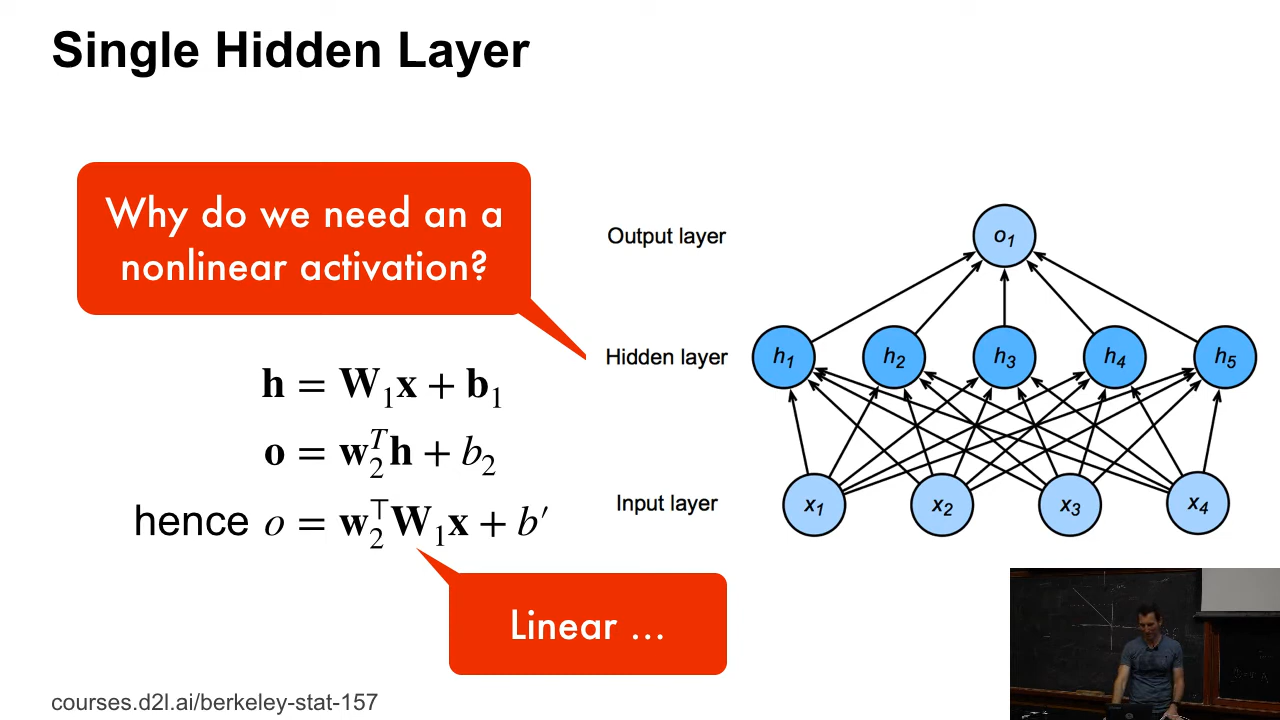 Single Hidden Layer
Why do we need an a
nonlinear activation?
h = W₁x + b₁
o = w₂ᵀh + b₂
hence o = w₂ᵀW₁x + b′
Linear ...
Output layer
o₁
Hidden layer
h₁ h₂ h₃ h₄ h₅
Input layer
x₁ x₂ x₃ x₄
courses.d2l.ai/berkeley-stat-157